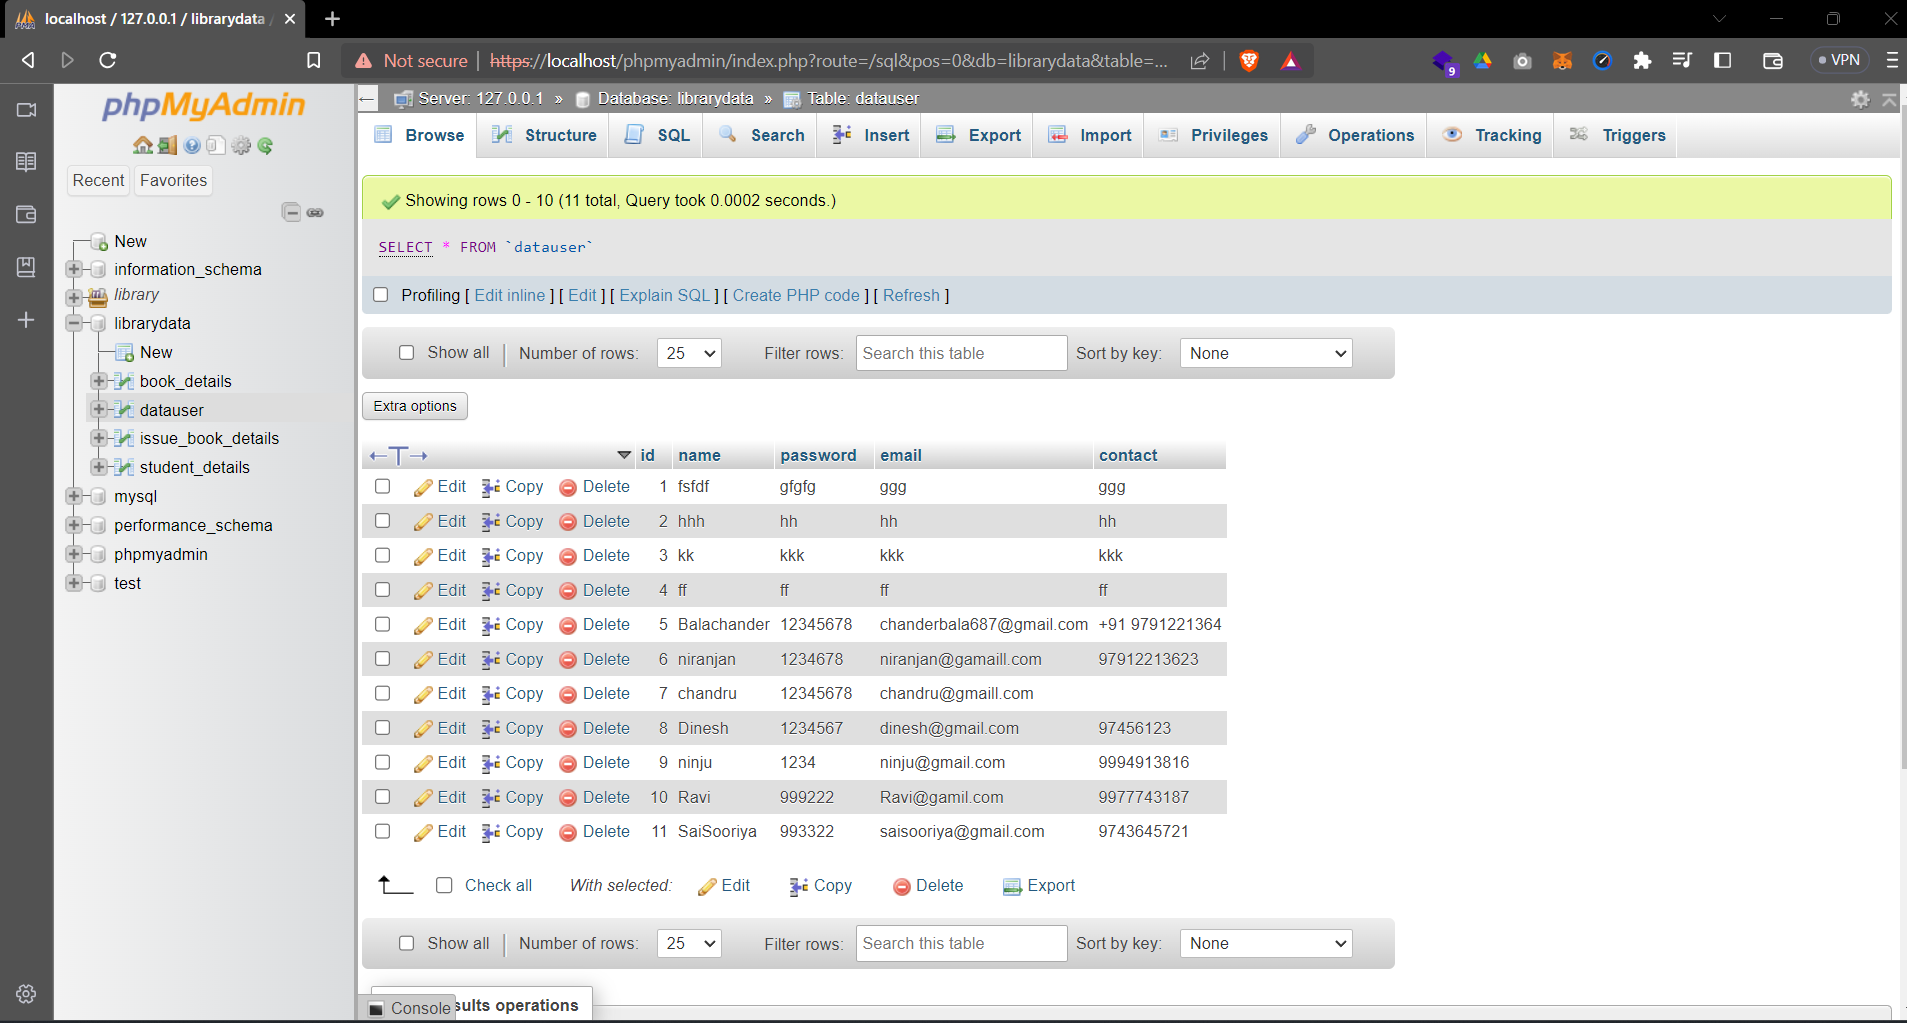 localhost / 127.0.0.1 / librarydata /
Not secure https://localhost/phpmyadmin/index.php?route=/sql&pos=0&db=librarydata&table=...
9
VPN
phpMyAdmin
Recent Favorites
New
information_schema
library
librarydata
New
book_details
datauser
issue_book_details
student_details
mysql
performance_schema
phpmyadmin
test
Server: 127.0.0.1 » Database: librarydata » Table: datauser
Browse Structure SQL Search Insert Export Import Privileges Operations Tracking Triggers
Showing rows 0 - 10 (11 total, Query took 0.0002 seconds.)
SELECT * FROM `datauser`
Profiling [ Edit inline ] [ Edit ] [ Explain SQL ] [ Create PHP code ] [ Refresh ]
Show all Number of rows: 25 Filter rows: Search this table Sort by key: None
Extra options
←T→ id name password email contact
Edit Copy Delete 1 fsfdf gfgfg ggg ggg
Edit Copy Delete 2 hhh hh hh hh
Edit Copy Delete 3 kk kkk kkk kkk
Edit Copy Delete 4 ff ff ff ff
Edit Copy Delete 5 Balachander 12345678 chanderbala687@gmail.com +91 9791221364
Edit Copy Delete 6 niranjan 1234678 niranjan@gamaill.com 97912213623
Edit Copy Delete 7 chandru 12345678 chandru@gmaill.com
Edit Copy Delete 8 Dinesh 1234567 dinesh@gmail.com 97456123
Edit Copy Delete 9 ninju 1234 ninju@gmail.com 9994913816
Edit Copy Delete 10 Ravi 999222 Ravi@gamil.com 9977743187
Edit Copy Delete 11 SaiSooriya 993322 saisooriya@gmail.com 9743645721
Check all With selected: Edit Copy Delete Export
Show all Number of rows: 25 Filter rows: Search this table Sort by key: None
Console sults operations